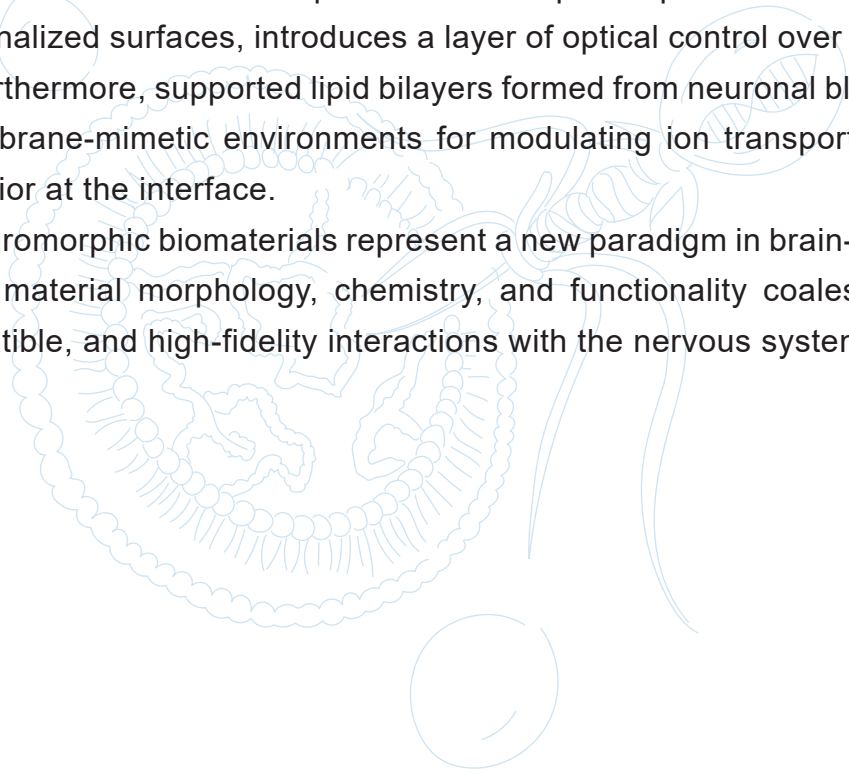 nalized surfaces, introduces a layer of optical control over
rthermore, supported lipid bilayers formed from neuronal bl
brane-mimetic environments for modulating ion transport
ior at the interface.
romorphic biomaterials represent a new paradigm in brain-
material morphology, chemistry, and functionality coales
tible, and high-fidelity interactions with the nervous system